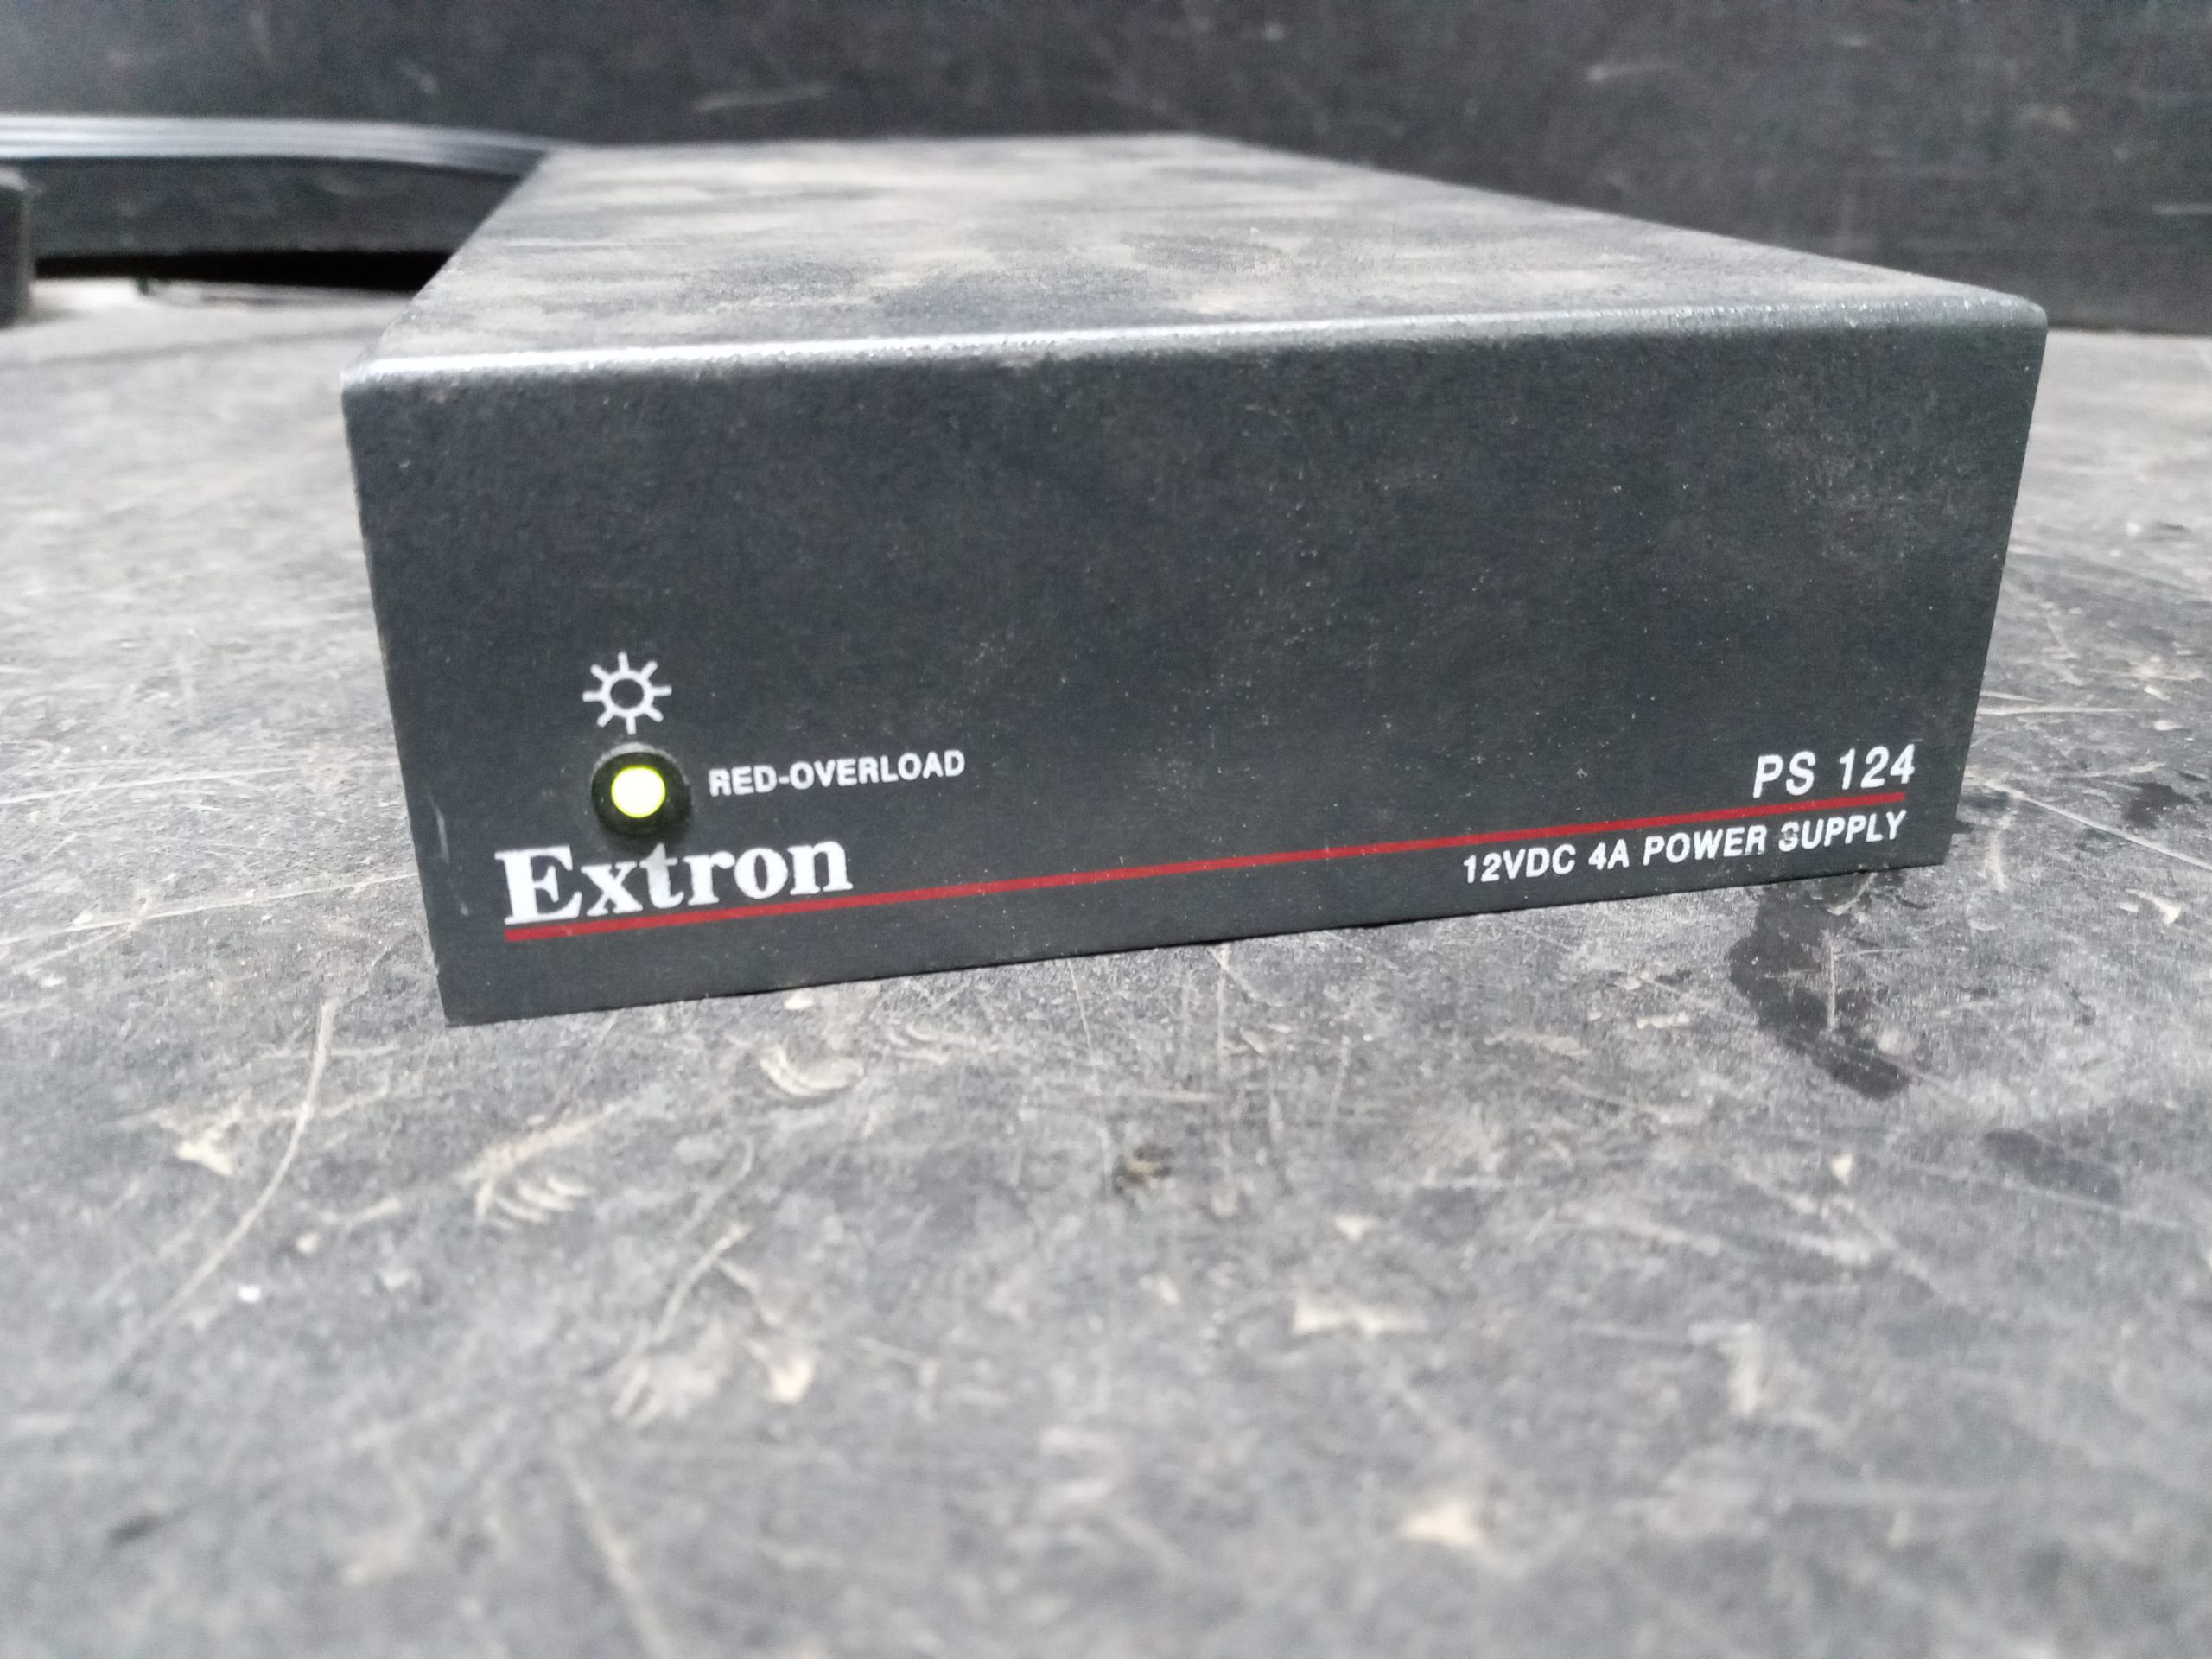 RED-OVERLOAD
Extron
PS 124
12VDC 4A POWER SUPPLY